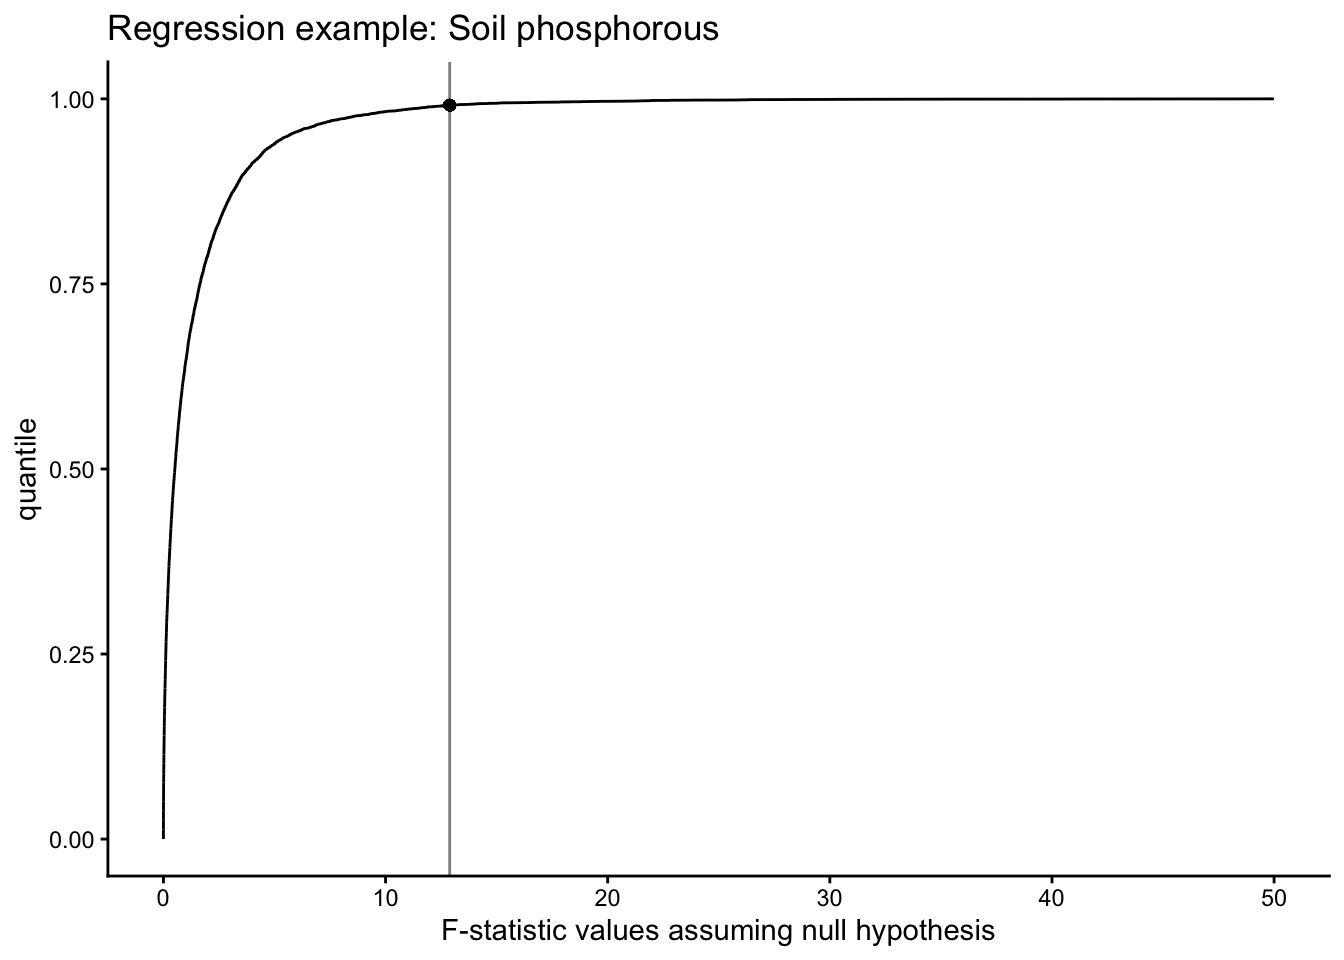 Regression example: Soil phosphorous
1.00
0.75
0.50
0.25
0.00
quantile
0 10 20 30 40 50
F-statistic values assuming null hypothesis